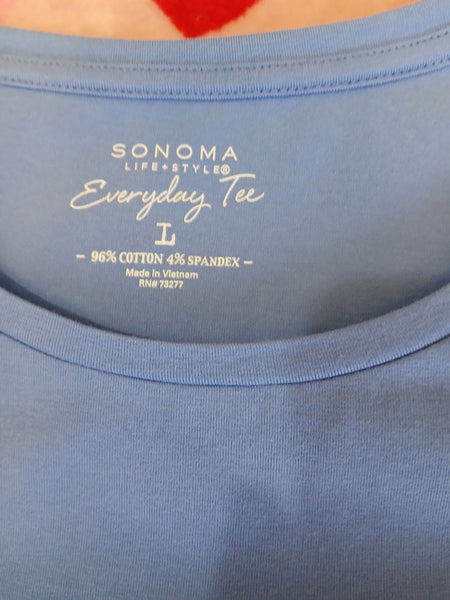 SONOMA
LIFE+STYLE®
Everyday Tee
L
- 96% COTTON 4% SPANDEX -
Made in Vietnam
RN# 73277